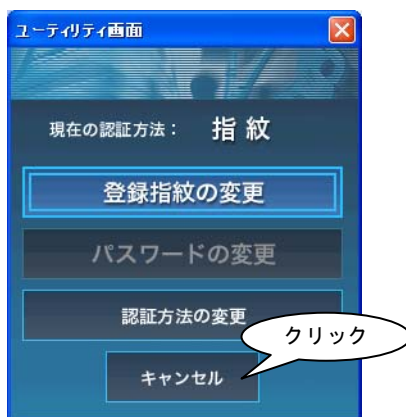 ユーティリティ画面
現在の認証方法： 指紋
登録指紋の変更
パスワードの変更
認証方法の変更
クリック
キャンセル